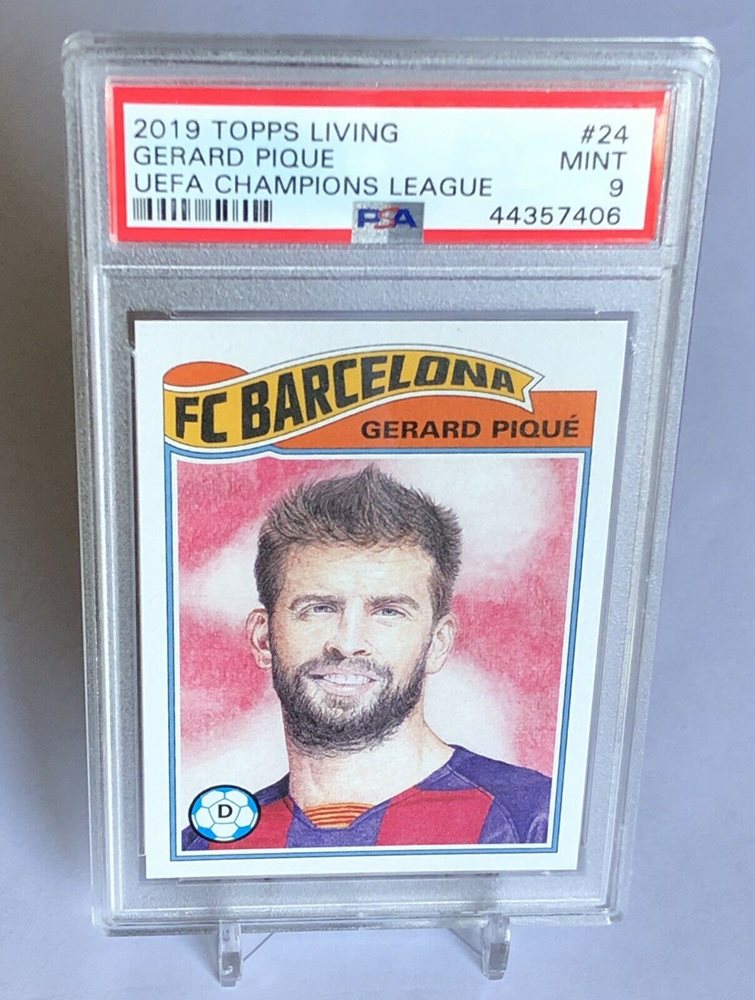 2019 TOPPS LIVING #24
GERARD PIQUE MINT
UEFA CHAMPIONS LEAGUE 9
PSA 44357406
FC BARCELONA
GERARD PIQUÉ
D